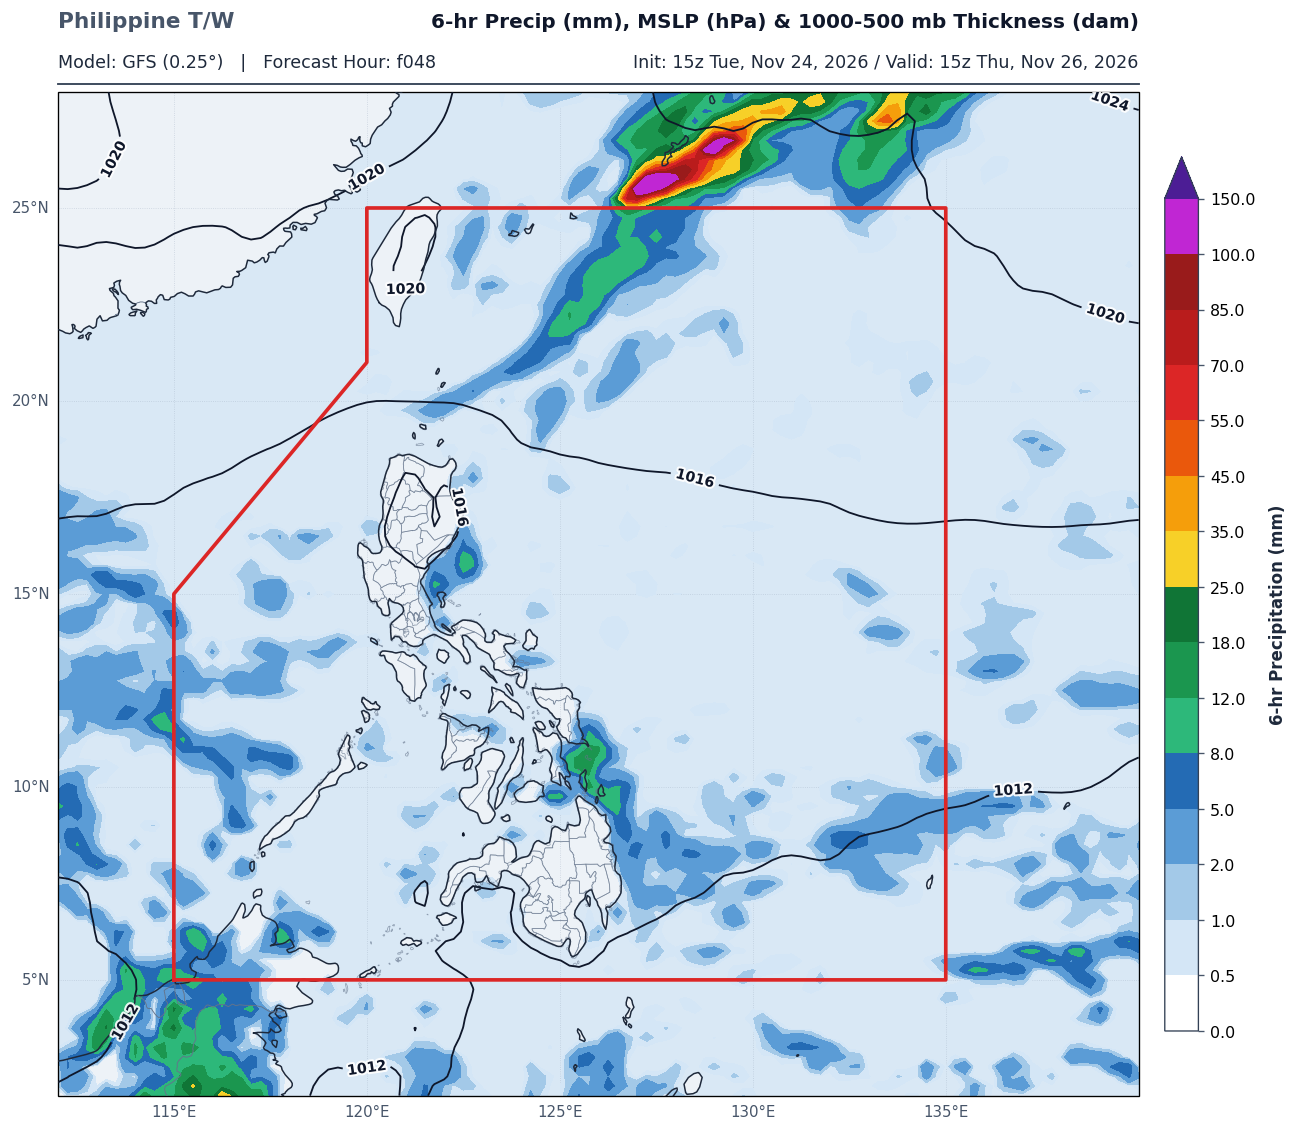 Philippine T/W
6-hr Precip (mm), MSLP (hPa) & 1000-500 mb Thickness (dam)
Model: GFS (0.25°) | Forecast Hour: f048
Init: 15z Tue, Nov 24, 2026 / Valid: 15z Thu, Nov 26, 2026
1024
1020
1020
1020
1020
1016
1016
1012
1012
1012
25°N
20°N
15°N
10°N
5°N
115°E
120°E
125°E
130°E
135°E
150.0
100.0
85.0
70.0
55.0
45.0
35.0
25.0
18.0
12.0
8.0
5.0
2.0
1.0
0.5
0.0
6-hr Precipitation (mm)